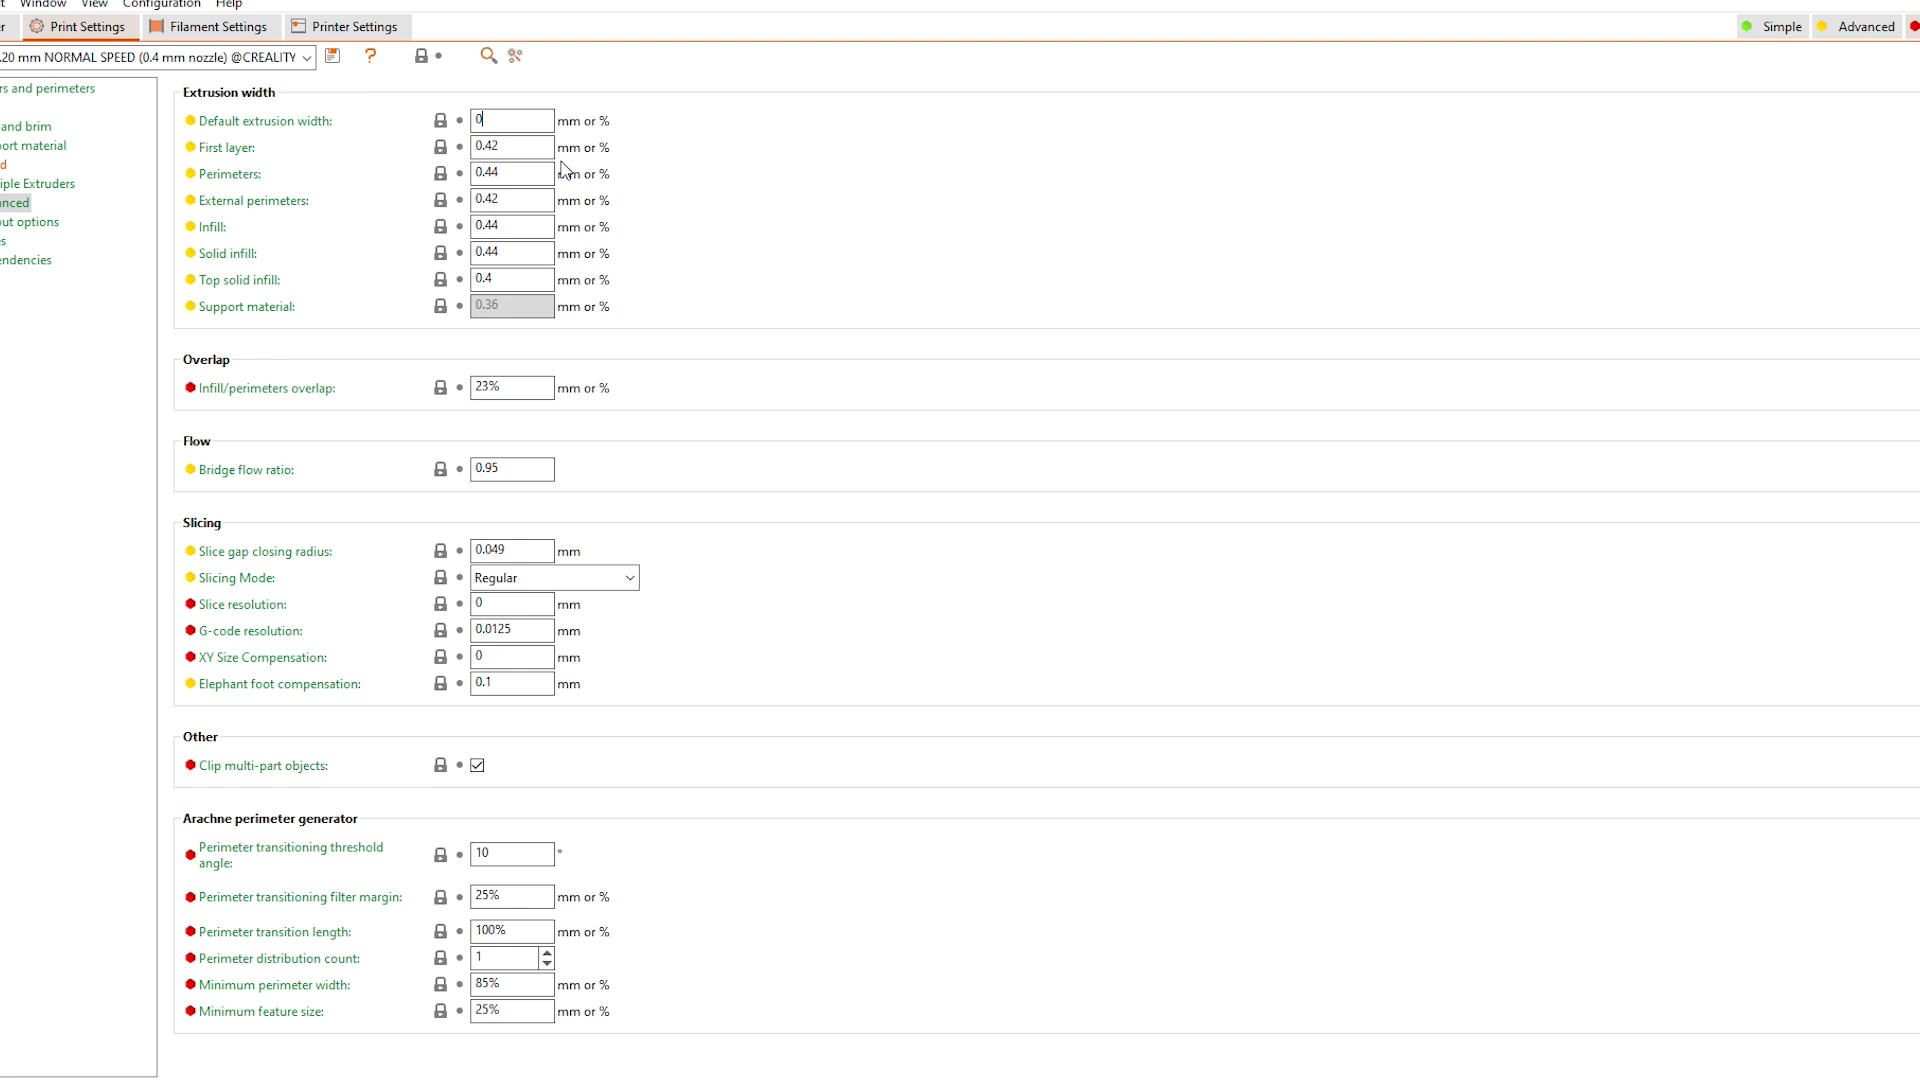 t Window View Configuration Help
r Print Settings Filament Settings Printer Settings Simple Advanced
.20 mm NORMAL SPEED (0.4 mm nozzle) @CREALITY
rs and perimeters
and brim
ort material
d
iple Extruders
anced
out options
s
endencies
Extrusion width
Default extrusion width: 0 mm or %
First layer: 0.42 mm or %
Perimeters: 0.44 mm or %
External perimeters: 0.42 mm or %
Infill: 0.44 mm or %
Solid infill: 0.44 mm or %
Top solid infill: 0.4 mm or %
Support material: 0.36 mm or %
Overlap
Infill/perimeters overlap: 23% mm or %
Flow
Bridge flow ratio: 0.95
Slicing
Slice gap closing radius: 0.049 mm
Slicing Mode: Regular
Slice resolution: 0 mm
G-code resolution: 0.0125 mm
XY Size Compensation: 0 mm
Elephant foot compensation: 0.1 mm
Other
Clip multi-part objects:
Arachne perimeter generator
Perimeter transitioning threshold
angle: 10 °
Perimeter transitioning filter margin: 25% mm or %
Perimeter transition length: 100% mm or %
Perimeter distribution count: 1
Minimum perimeter width: 85% mm or %
Minimum feature size: 25% mm or %